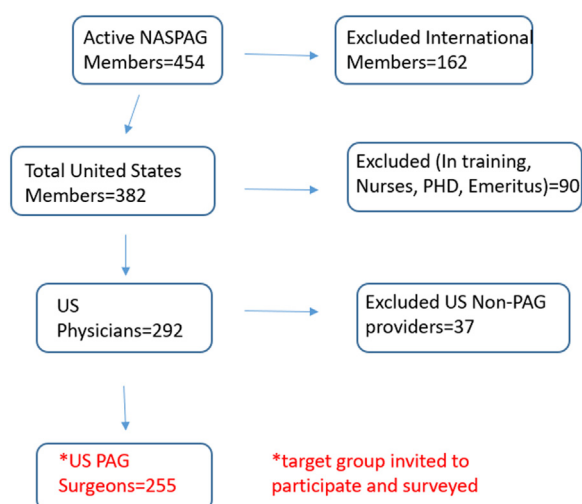 Active NASPAG
Members=454
Excluded International
Members=162
Total United States
Members=382
Excluded (In training,
Nurses, PHD, Emeritus)=90
US
Physicians=292
Excluded US Non-PAG
providers=37
*US PAG
Surgeons=255
*target group invited to
participate and surveyed